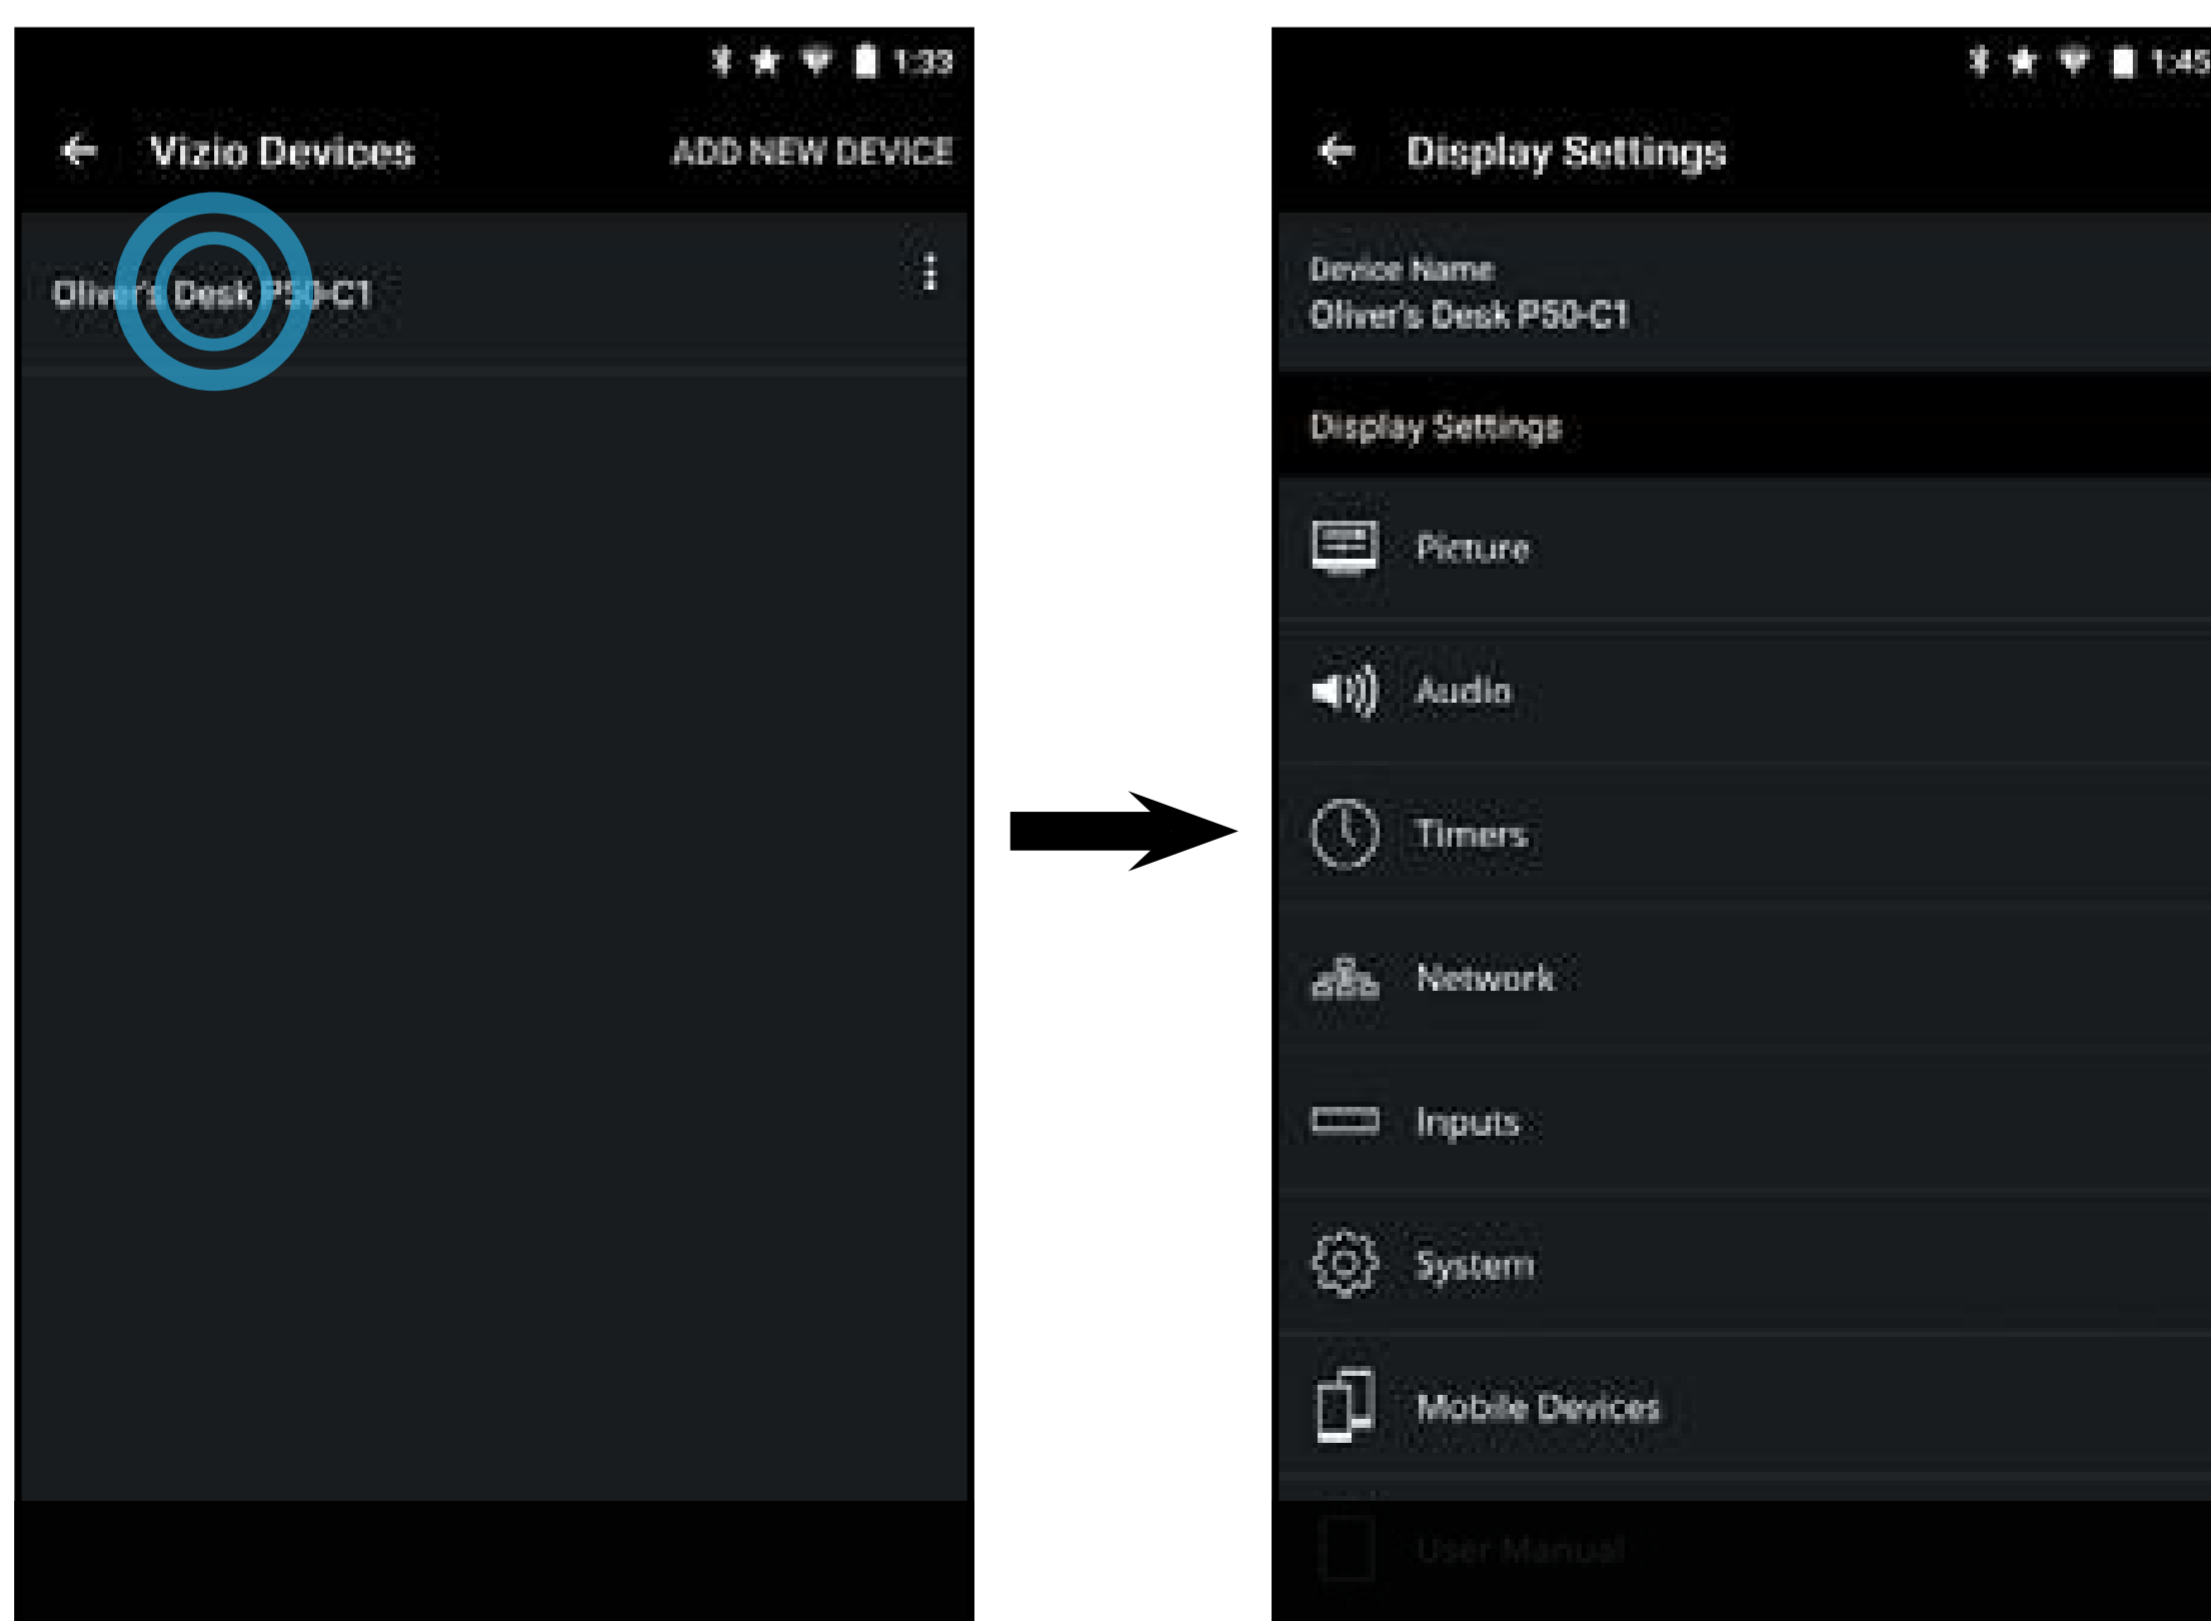 1:33
Vizio Devices ADD NEW DEVICE
Oliver's Desk P50-C1
1:45
Display Settings
Device Name
Oliver's Desk P50-C1
Display Settings
Picture
Audio
Timers
Network
Inputs
System
Mobile Devices
User Manual